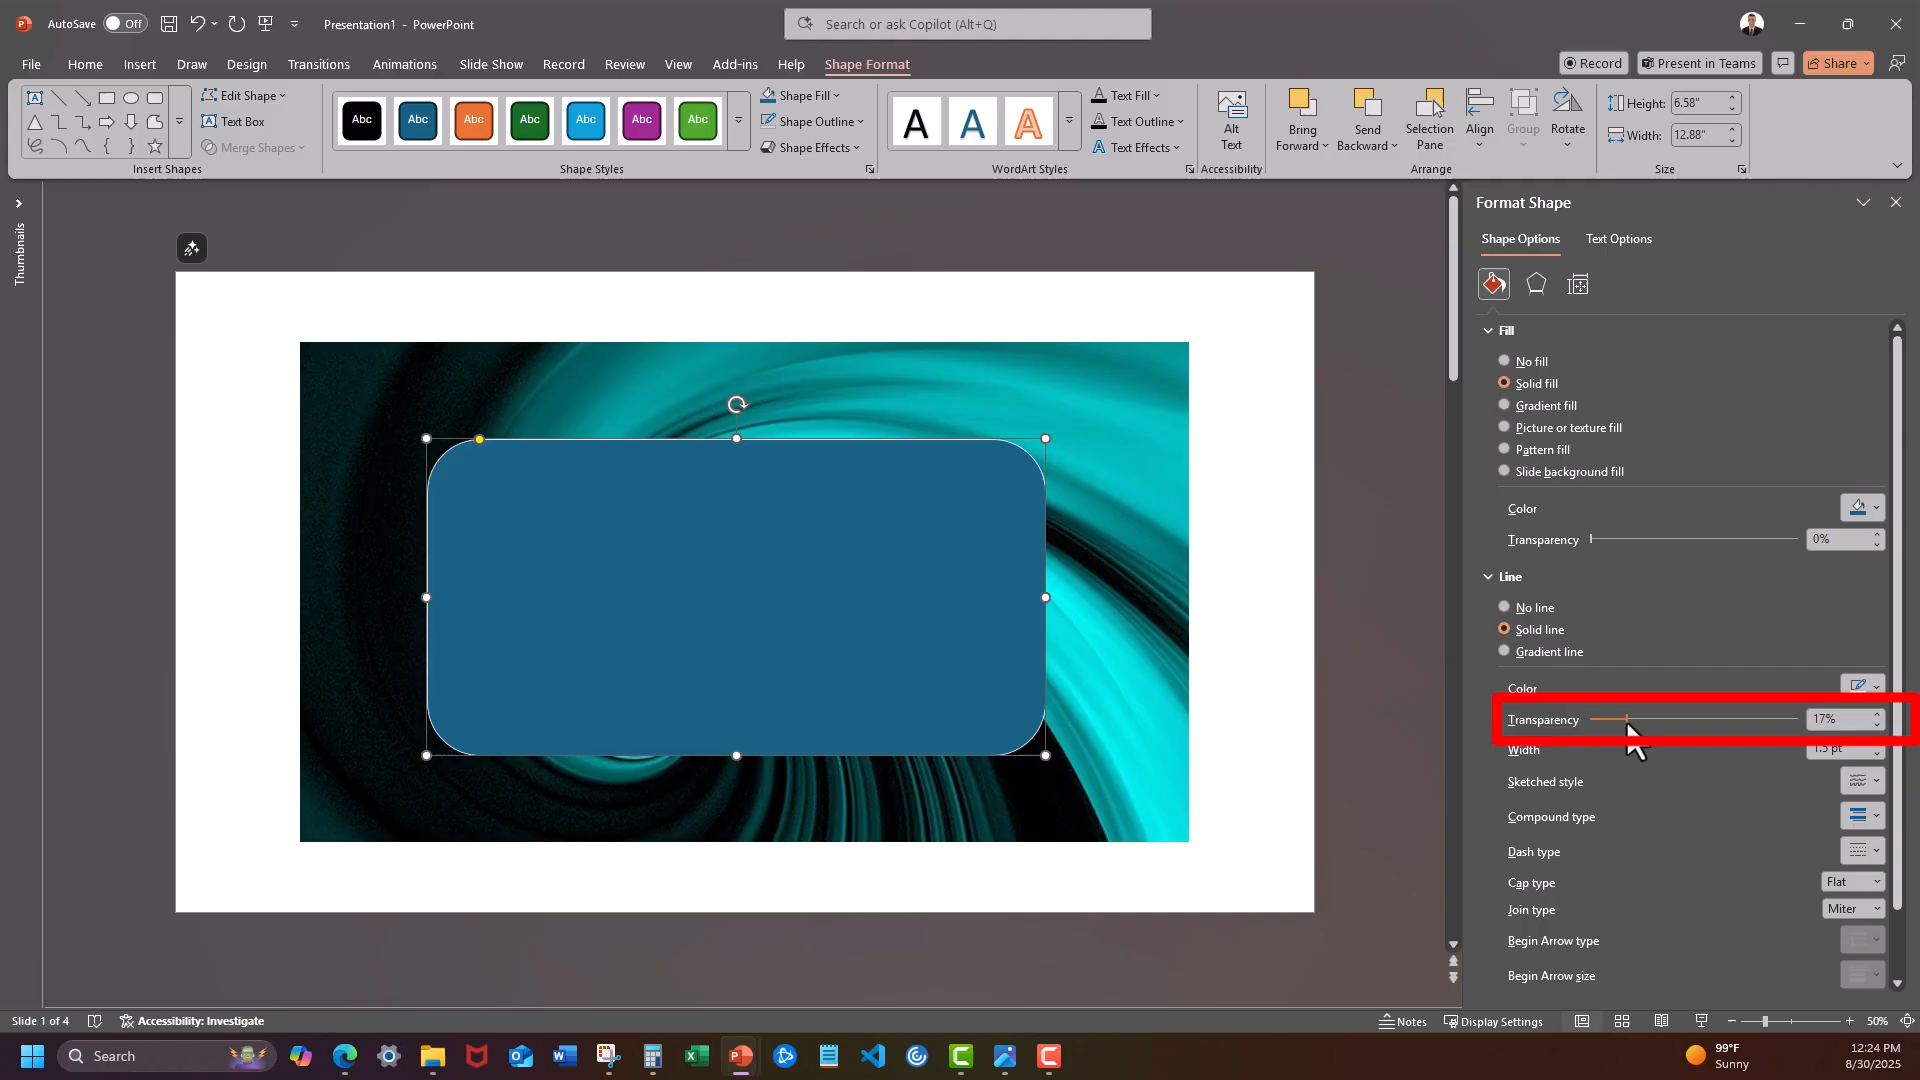 AutoSave Off Presentation1 - PowerPoint Search or ask Copilot (Alt+Q)
File Home Insert Draw Design Transitions Animations Slide Show Record Review View Add-ins Help Shape Format Record Present in Teams Share
Edit Shape
Text Box
Merge Shapes
Insert Shapes
Abc Abc Abc Abc Abc Abc Abc
Shape Fill
Shape Outline
Shape Effects
Shape Styles
A A A
Text Fill
Text Outline
Text Effects
WordArt Styles
Alt
Text
Accessibility
Bring
Forward
Send
Backward
Selection
Pane
Align
Group
Rotate
Arrange
Height: 6.58"
Width: 12.88"
Size
Thumbnails
Format Shape
Shape Options Text Options
Fill
No fill
Solid fill
Gradient fill
Picture or texture fill
Pattern fill
Slide background fill
Color
Transparency 0%
Line
No line
Solid line
Gradient line
Color
Transparency 17%
Width 1.5 pt
Sketched style
Compound type
Dash type
Cap type Flat
Join type Miter
Begin Arrow type
Begin Arrow size
Slide 1 of 4 Accessibility: Investigate Notes Display Settings 50%
Search
99°F
Sunny
12:24 PM
8/30/2025